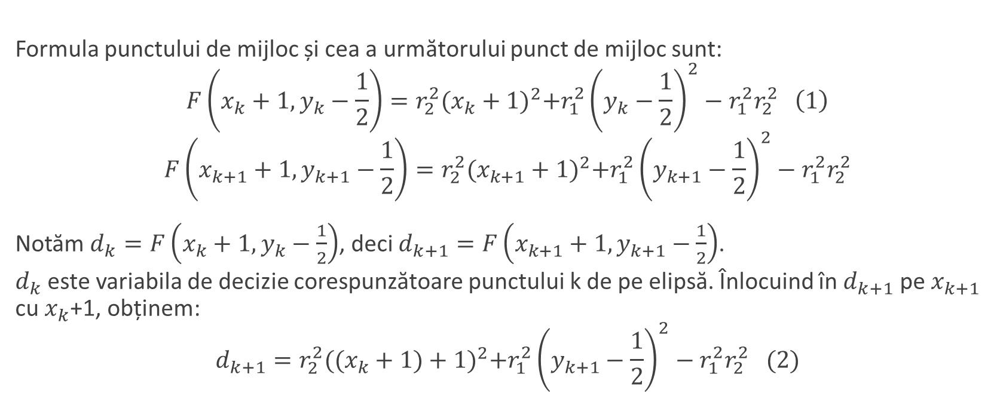 Formula punctului de mijloc și cea a următorului punct de mijloc sunt:
$F\left(x_k + 1, y_k - \frac{1}{2}\right) = r_2^2(x_k + 1)^2 + r_1^2\left(y_k - \frac{1}{2}\right)^2 - r_1^2 r_2^2 \quad (1)$
$F\left(x_{k+1} + 1, y_{k+1} - \frac{1}{2}\right) = r_2^2(x_{k+1} + 1)^2 + r_1^2\left(y_{k+1} - \frac{1}{2}\right)^2 - r_1^2 r_2^2$
Notăm $d_k = F\left(x_k + 1, y_k - \frac{1}{2}\right)$, deci $d_{k+1} = F\left(x_{k+1} + 1, y_{k+1} - \frac{1}{2}\right)$.
$d_k$ este variabila de decizie corespunzătoare punctului k de pe elipsă. Înlocuind în $d_{k+1}$ pe $x_{k+1}$
cu $x_k$+1, obținem:
$d_{k+1} = r_2^2((x_k + 1) + 1)^2 + r_1^2\left(y_{k+1} - \frac{1}{2}\right)^2 - r_1^2 r_2^2 \quad (2)$